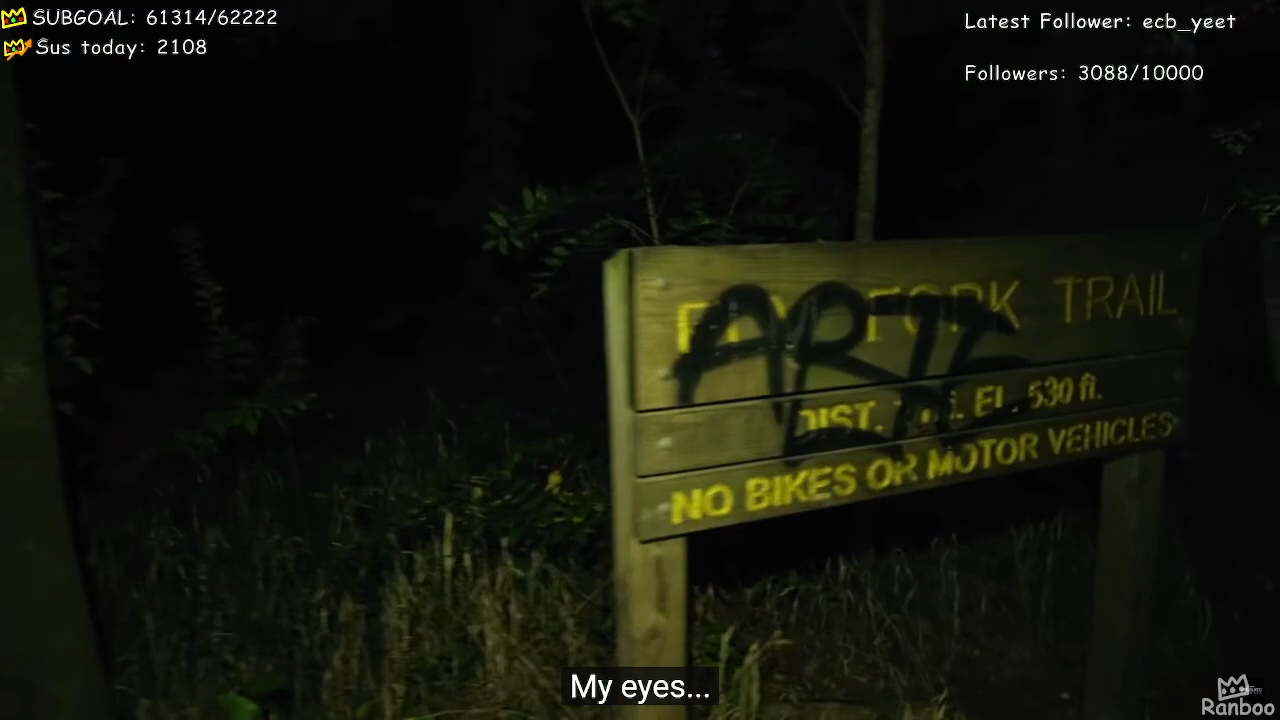 SUBGOAL: 61314/62222
Sus today: 2108
Latest Follower: ecb_yeet
Followers: 3088/10000
FORK TRAIL
DIST. EL. 530 ft.
NO BIKES OR MOTOR VEHICLES
My eyes...
Ranboo